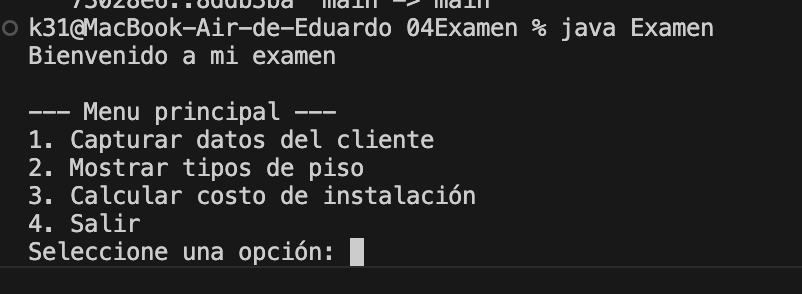 73028e6..8ddb3ba  main -> main
k31@MacBook-Air-de-Eduardo 04Examen % java Examen
Bienvenido a mi examen
--- Menu principal ---
1. Capturar datos del cliente
2. Mostrar tipos de piso
3. Calcular costo de instalación
4. Salir
Seleccione una opción: